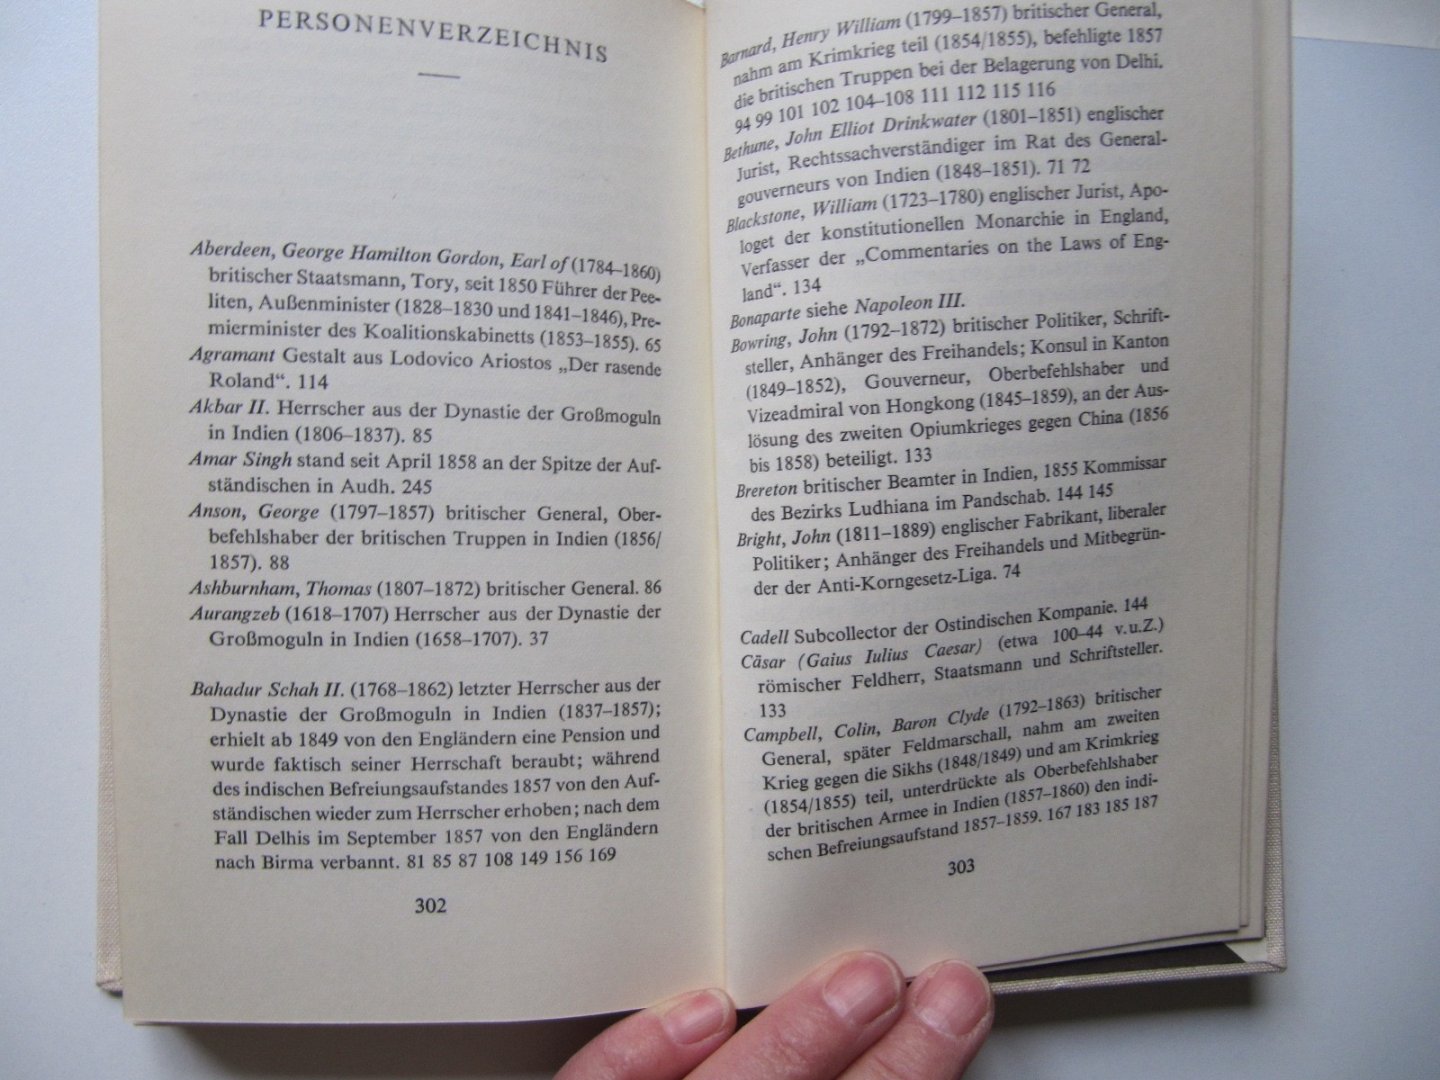 PERSONENVERZEICHNIS
Aberdeen, George Hamilton Gordon, Earl of (1784–1860)
britischer Staatsmann, Tory, seit 1850 Führer der Pee-
liten, Außenminister (1828–1830 und 1841–1846), Pre-
mierminister des Koalitionskabinetts (1853–1855). 65
Agramant Gestalt aus Lodovico Ariostos „Der rasende
Roland“. 114
Akbar II. Herrscher aus der Dynastie der Großmoguln
in Indien (1806–1837). 85
Amar Singh stand seit April 1858 an der Spitze der Auf-
ständischen in Audh. 245
Anson, George (1797–1857) britischer General, Ober-
befehlshaber der britischen Truppen in Indien (1856/
1857). 88
Ashburnham, Thomas (1807–1872) britischer General. 86
Aurangzeb (1618–1707) Herrscher aus der Dynastie der
Großmoguln in Indien (1658–1707). 37
Bahadur Schah II. (1768–1862) letzter Herrscher aus der
Dynastie der Großmoguln in Indien (1837–1857);
erhielt ab 1849 von den Engländern eine Pension und
wurde faktisch seiner Herrschaft beraubt; während
des indischen Befreiungsaufstandes 1857 von den Auf-
ständischen wieder zum Herrscher erhoben; nach dem
Fall Delhis im September 1857 von den Engländern
nach Birma verbannt. 81 85 87 108 149 156 169
302
Barnard, Henry William (1799–1857) britischer General,
nahm am Krimkrieg teil (1854/1855), befehligte 1857
die britischen Truppen bei der Belagerung von Delhi.
94 99 101 102 104–108 111 112 115 116
Bethune, John Elliot Drinkwater (1801–1851) englischer
Jurist, Rechtssachverständiger im Rat des General-
gouverneurs von Indien (1848–1851). 71 72
Blackstone, William (1723–1780) englischer Jurist, Apo-
loget der konstitutionellen Monarchie in England,
Verfasser der „Commentaries on the Laws of Eng-
land“. 134
Bonaparte siehe Napoleon III.
Bowring, John (1792–1872) britischer Politiker, Schrift-
steller, Anhänger des Freihandels; Konsul in Kanton
(1849–1852), Gouverneur, Oberbefehlshaber und
Vizeadmiral von Hongkong (1845–1859), an der Aus-
lösung des zweiten Opiumkrieges gegen China (1856
bis 1858) beteiligt. 133
Brereton britischer Beamter in Indien, 1855 Kommissar
des Bezirks Ludhiana im Pandschab. 144 145
Bright, John (1811–1889) englischer Fabrikant, liberaler
Politiker; Anhänger des Freihandels und Mitbegrün-
der der Anti-Korngesetz-Liga. 74
Cadell Subcollector der Ostindischen Kompanie. 144
Cäsar (Gaius Iulius Caesar) (etwa 100–44 v.u.Z.)
römischer Feldherr, Staatsmann und Schriftsteller.
133
Campbell, Colin, Baron Clyde (1792–1863) britischer
General, später Feldmarschall, nahm am zweiten
Krieg gegen die Sikhs (1848/1849) und am Krimkrieg
(1854/1855) teil, unterdrückte als Oberbefehlshaber
der britischen Armee in Indien (1857–1860) den indi-
schen Befreiungsaufstand 1857–1859. 167 183 185 187
303